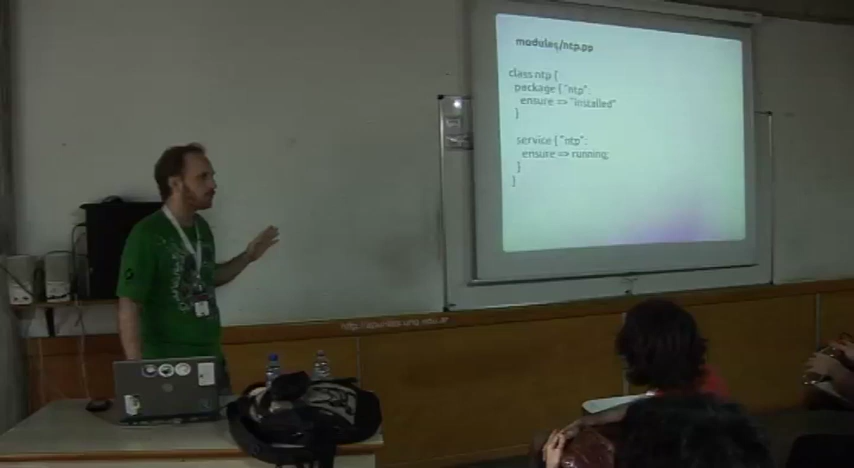 modules/ntp.pp
class ntp {
package { "ntp":
ensure => "installed"
}
service { "ntp":
ensure => running;
}
}